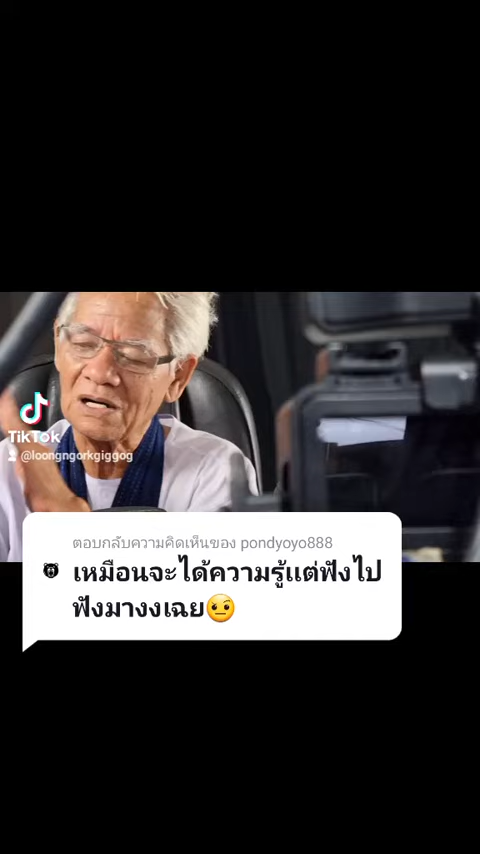 TikTok
@loongngorkgiggog
ตอบกลับความคิดเห็นของ pondyoyo888
เหมือนจะได้ความรู้แต่ฟังไป
ฟังมางงเฉย🤨